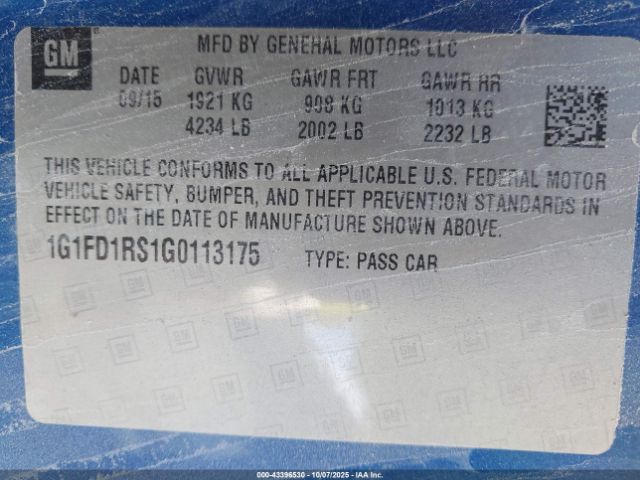 GM
MFD BY GENERAL MOTORS LLC
DATE GVWR GAWR FRT GAWR RR
09/15 1921 KG 908 KG 1013 KG
4234 LB 2002 LB 2232 LB
THIS VEHICLE CONFORMS TO ALL APPLICABLE U.S. FEDERAL MOTOR
VEHICLE SAFETY, BUMPER, AND THEFT PREVENTION STANDARDS IN
EFFECT ON THE DATE OF MANUFACTURE SHOWN ABOVE.
1G1FD1RS1G0113175 TYPE: PASS CAR
000-43396530 - 10/07/2025 - COPYRIGHT IAA, LLC